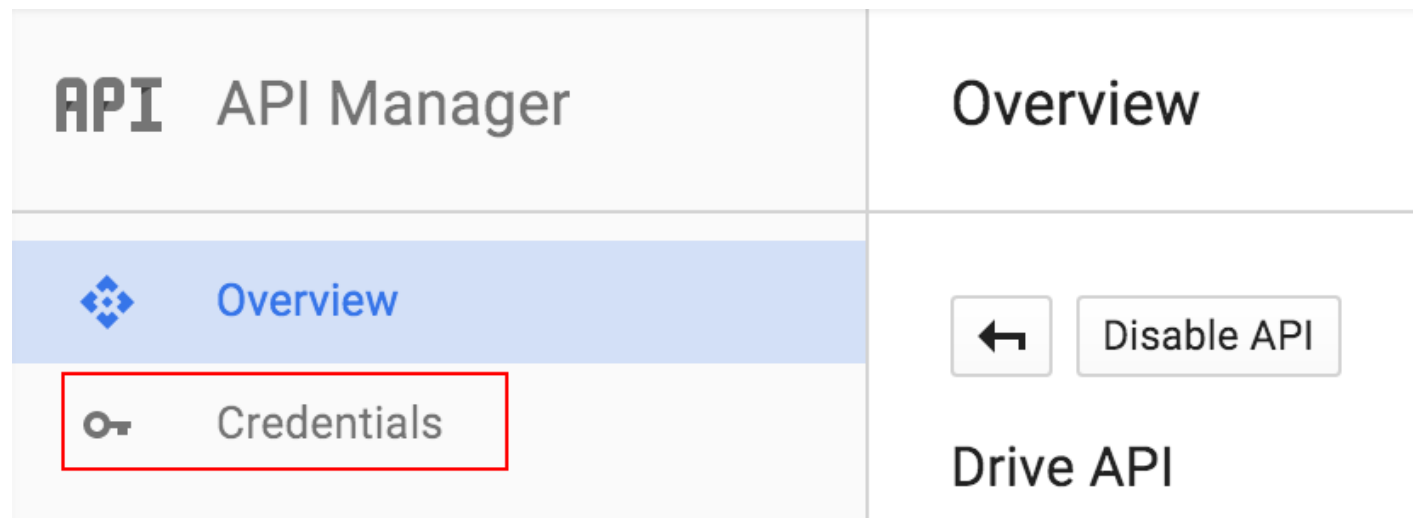 API API Manager
Overview
Overview
Credentials
Disable API
Drive API